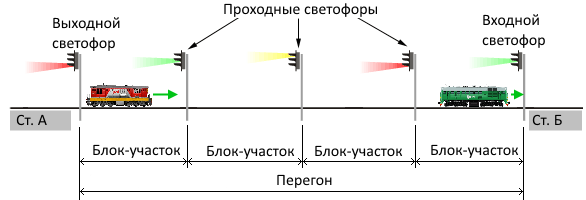 Выходной
светофор
Проходные светофоры
Входной
светофор
Ст. А
Ст. Б
Блок-участок
Блок-участок
Блок-участок
Блок-участок
Перегон